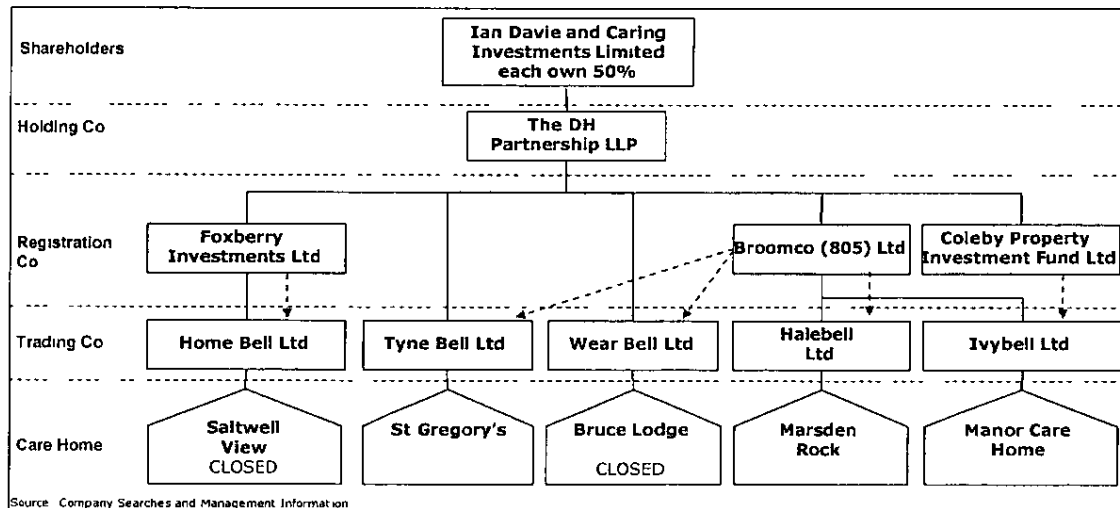 Shareholders
Ian Davie and Caring
Investments Limited
each own 50%
Holding Co
The DH
Partnership LLP
Registration
Co
Foxberry
Investments Ltd
Broomco (805) Ltd
Coleby Property
Investment Fund Ltd
Trading Co
Home Bell Ltd
Tyne Bell Ltd
Wear Bell Ltd
Halebell
Ltd
Ivybell Ltd
Care Home
Saltwell
View
CLOSED
St Gregory's
Bruce Lodge
CLOSED
Marsden
Rock
Manor Care
Home
Source Company Searches and Management Information